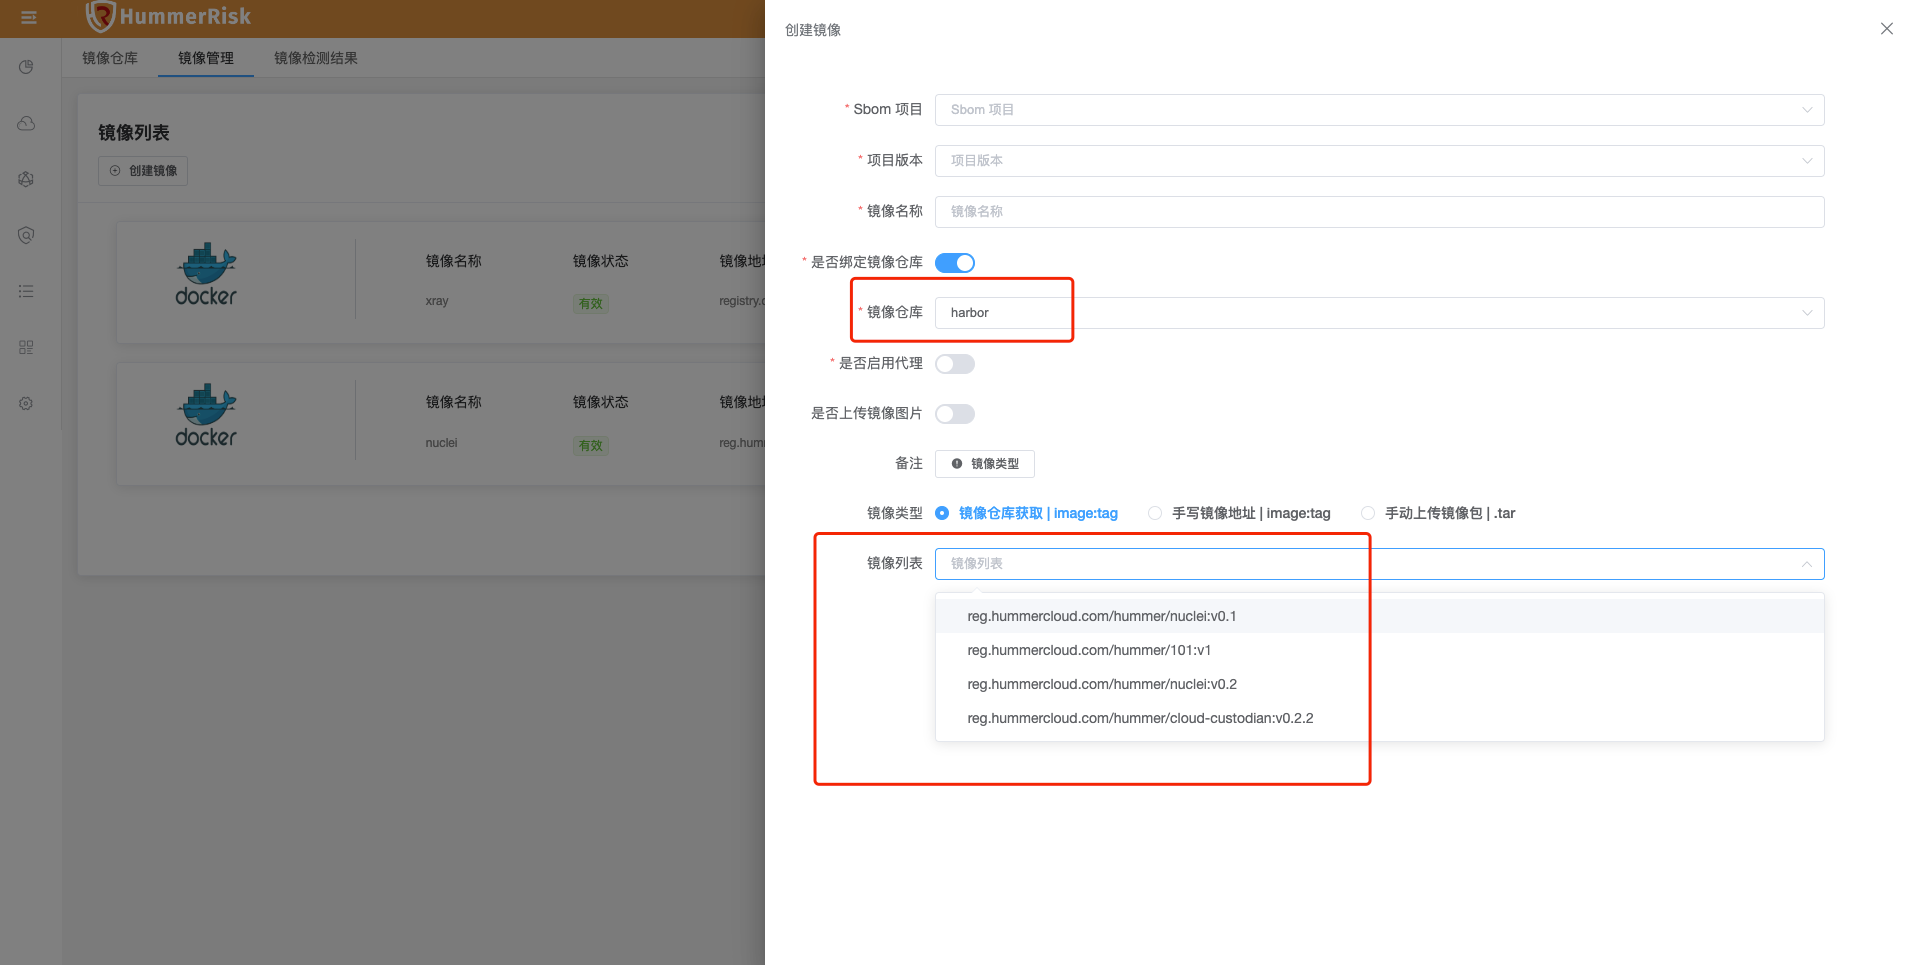 HummerRisk
镜像仓库
镜像管理
镜像检测结果
镜像列表
创建镜像
docker
镜像名称
镜像状态
镜像地
xray
有效
registry.c
docker
镜像名称
镜像状态
镜像地
nuclei
有效
reg.hum
创建镜像
* Sbom 项目
Sbom 项目
* 项目版本
项目版本
* 镜像名称
镜像名称
* 是否绑定镜像仓库
* 镜像仓库
harbor
* 是否启用代理
是否上传镜像图片
备注
镜像类型
镜像类型
镜像仓库获取 | image:tag
手写镜像地址 | image:tag
手动上传镜像包 | .tar
镜像列表
镜像列表
reg.hummercloud.com/hummer/nuclei:v0.1
reg.hummercloud.com/hummer/101:v1
reg.hummercloud.com/hummer/nuclei:v0.2
reg.hummercloud.com/hummer/cloud-custodian:v0.2.2